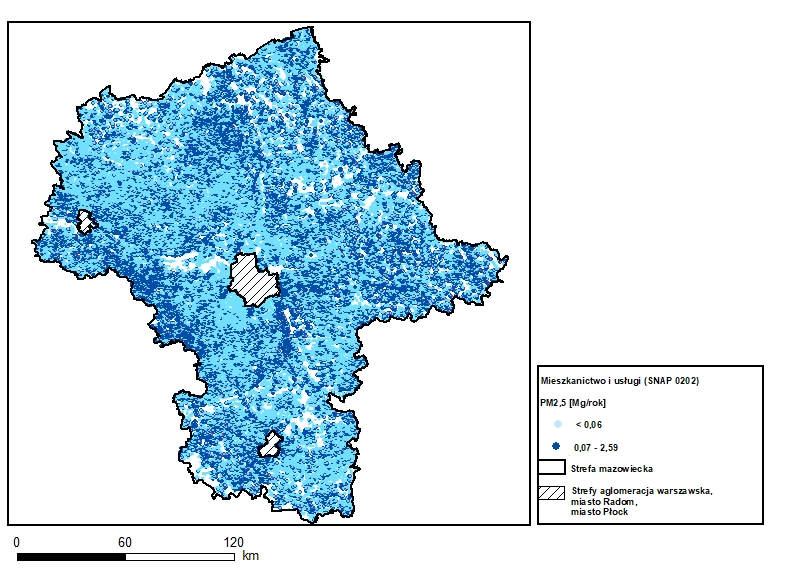 Mieszkanictwo i usługi (SNAP 0202)
PM2,5 [Mg/rok]
< 0,06
0,07 - 2,59
Strefa mazowiecka
Strefy aglomeracja warszawska,
miasto Radom,
miasto Płock
0 60 120
km